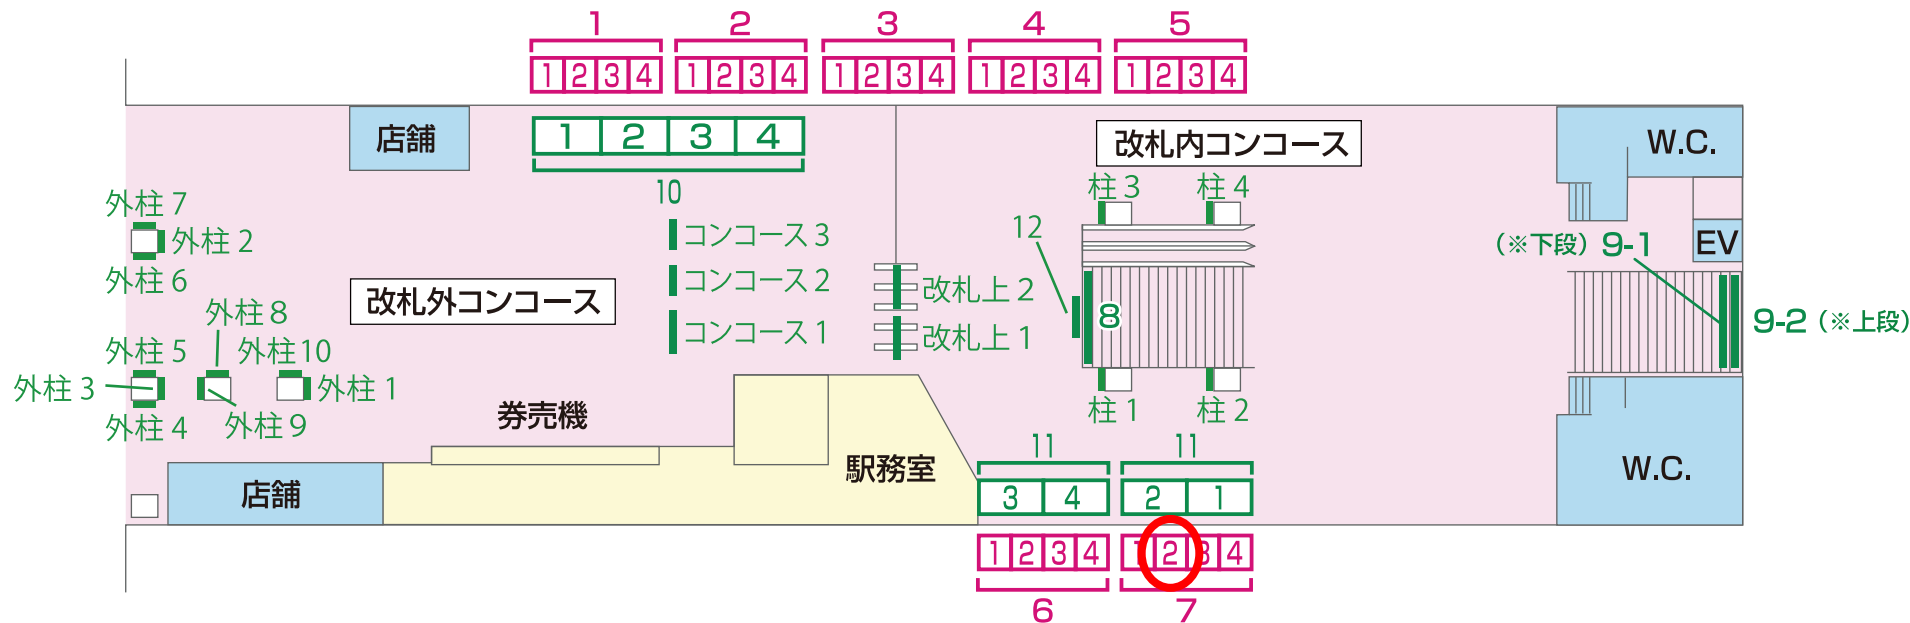 1 2 3 4 5
1 2 3 4 1 2 3 4 1 2 3 4 1 2 3 4 1 2 3 4
店舗
1 2 3 4
10
改札内コンコース
W.C.
柱 3
柱 4
外柱 7
外柱 2
外柱 6
コンコース 3
コンコース 2
コンコース 1
12
(※下段) 9-1
EV
改札外コンコース
改札上 2
改札上 1
8
9-2 (※上段)
外柱 8
外柱 5
外柱 10
外柱 3
外柱 1
外柱 4
外柱 9
券売機
柱 1
柱 2
駅務室
11
11
店舗
3 4
2 1
W.C.
1 2 3 4
1 2 3 4
6
7